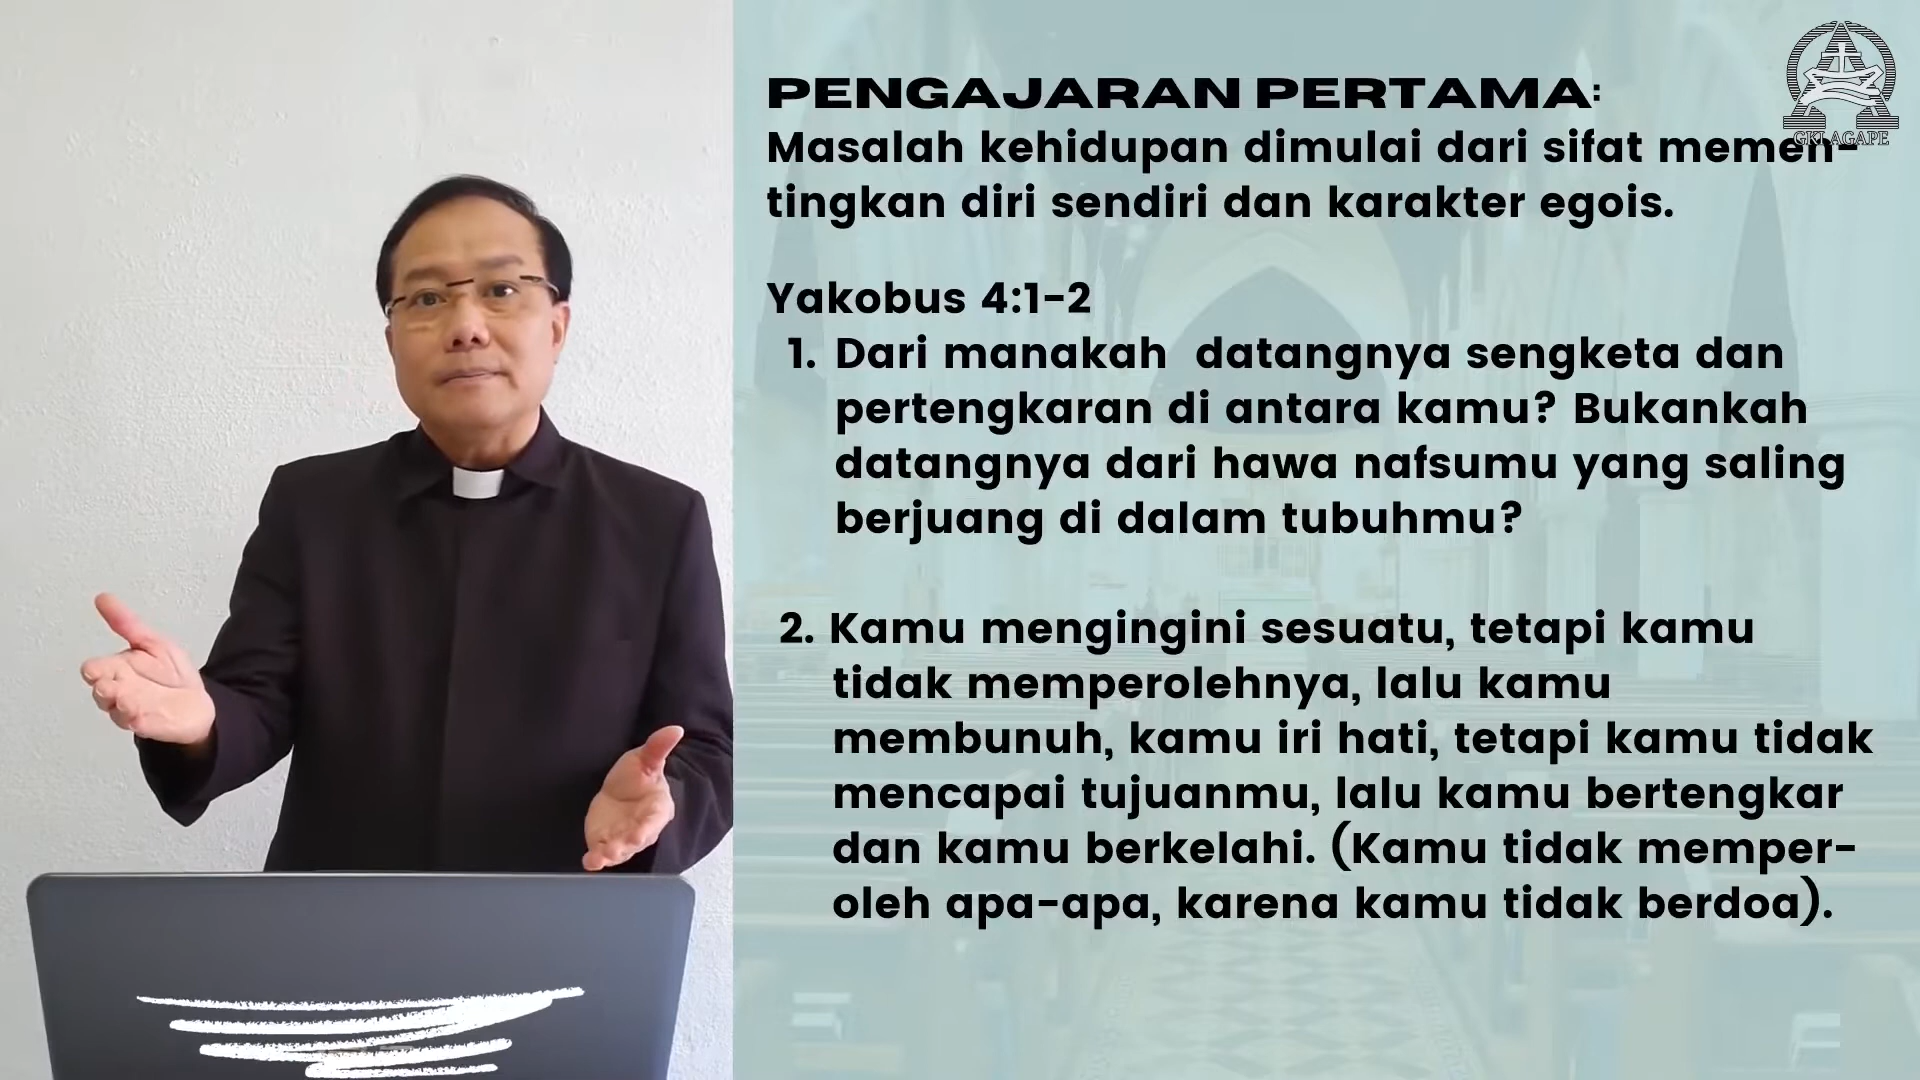 PENGAJARAN PERTAMA:
Masalah kehidupan dimulai dari sifat memen-
tingkan diri sendiri dan karakter egois.
GKI AGAPE
Yakobus 4:1-2
1. Dari manakah datangnya sengketa dan
pertengkaran di antara kamu? Bukankah
datangnya dari hawa nafsumu yang saling
berjuang di dalam tubuhmu?
2. Kamu mengingini sesuatu, tetapi kamu
tidak memperolehnya, lalu kamu
membunuh, kamu iri hati, tetapi kamu tidak
mencapai tujuanmu, lalu kamu bertengkar
dan kamu berkelahi. (Kamu tidak memper-
oleh apa-apa, karena kamu tidak berdoa).